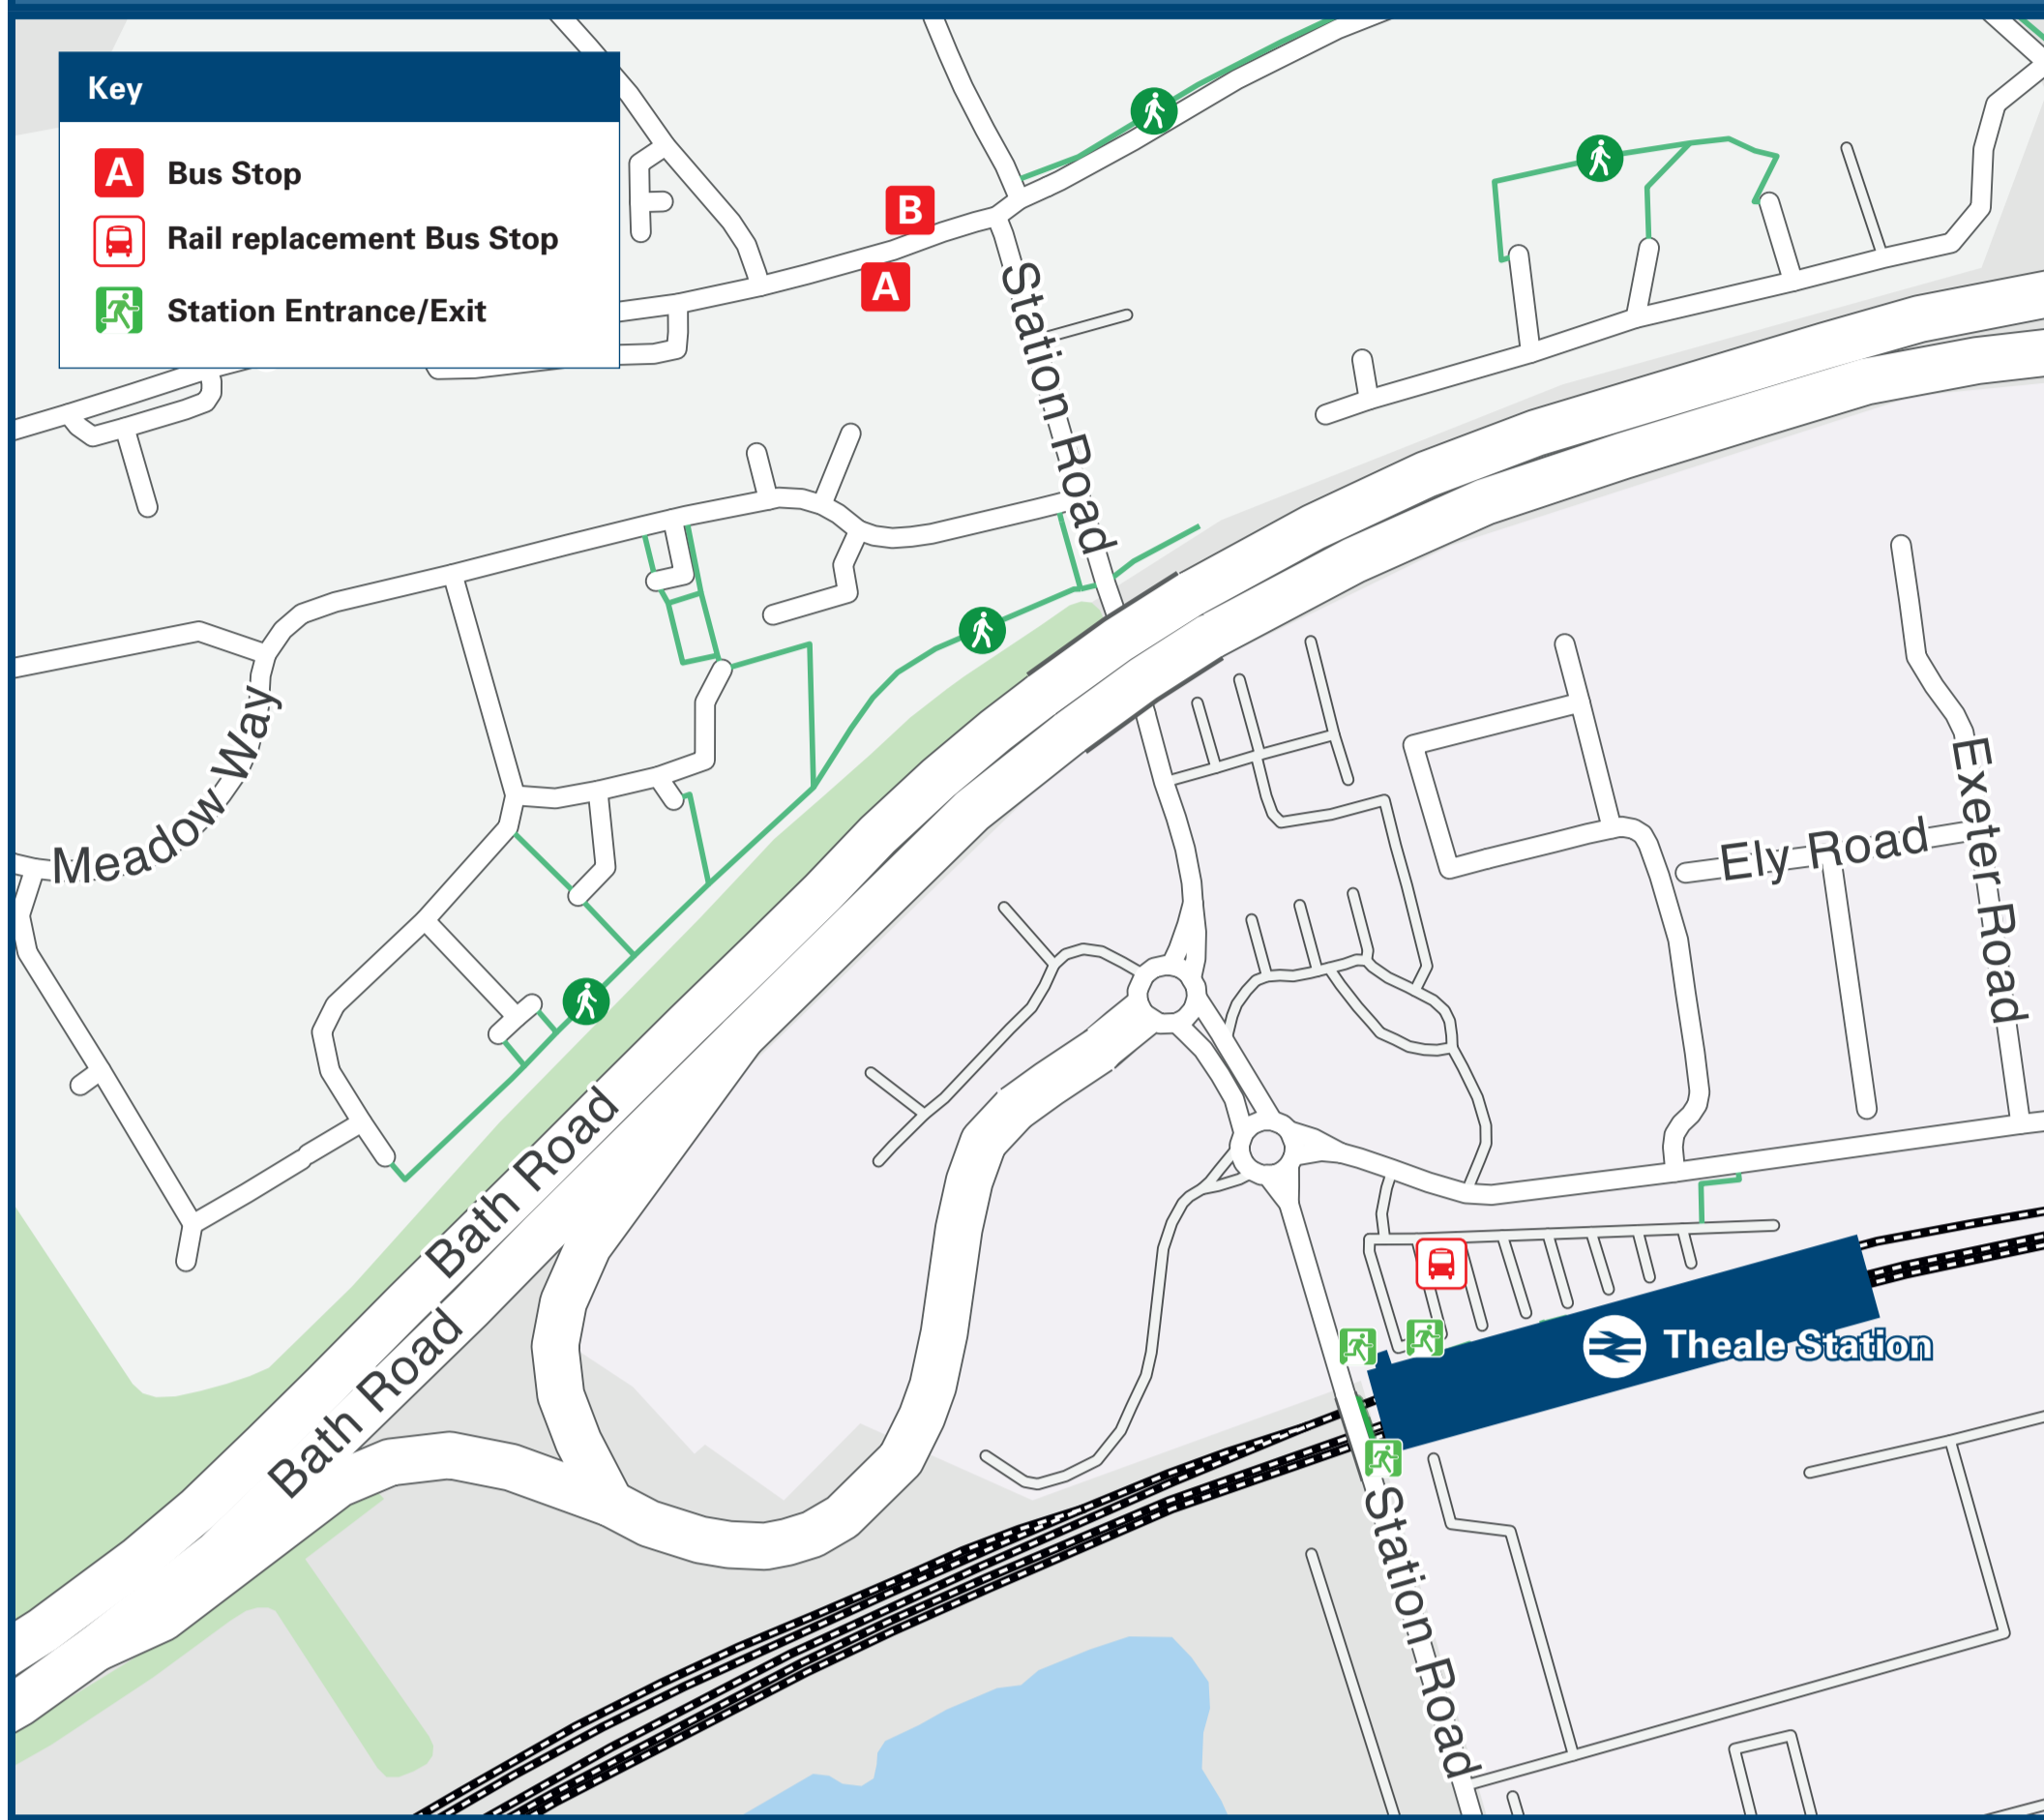 Key
A Bus Stop
Rail replacement Bus Stop
Station Entrance/Exit
B
A
Station Road
Meadow Way
Exeter Road
Ely Road
Bath Road
Bath Road
Theale Station
Station Road